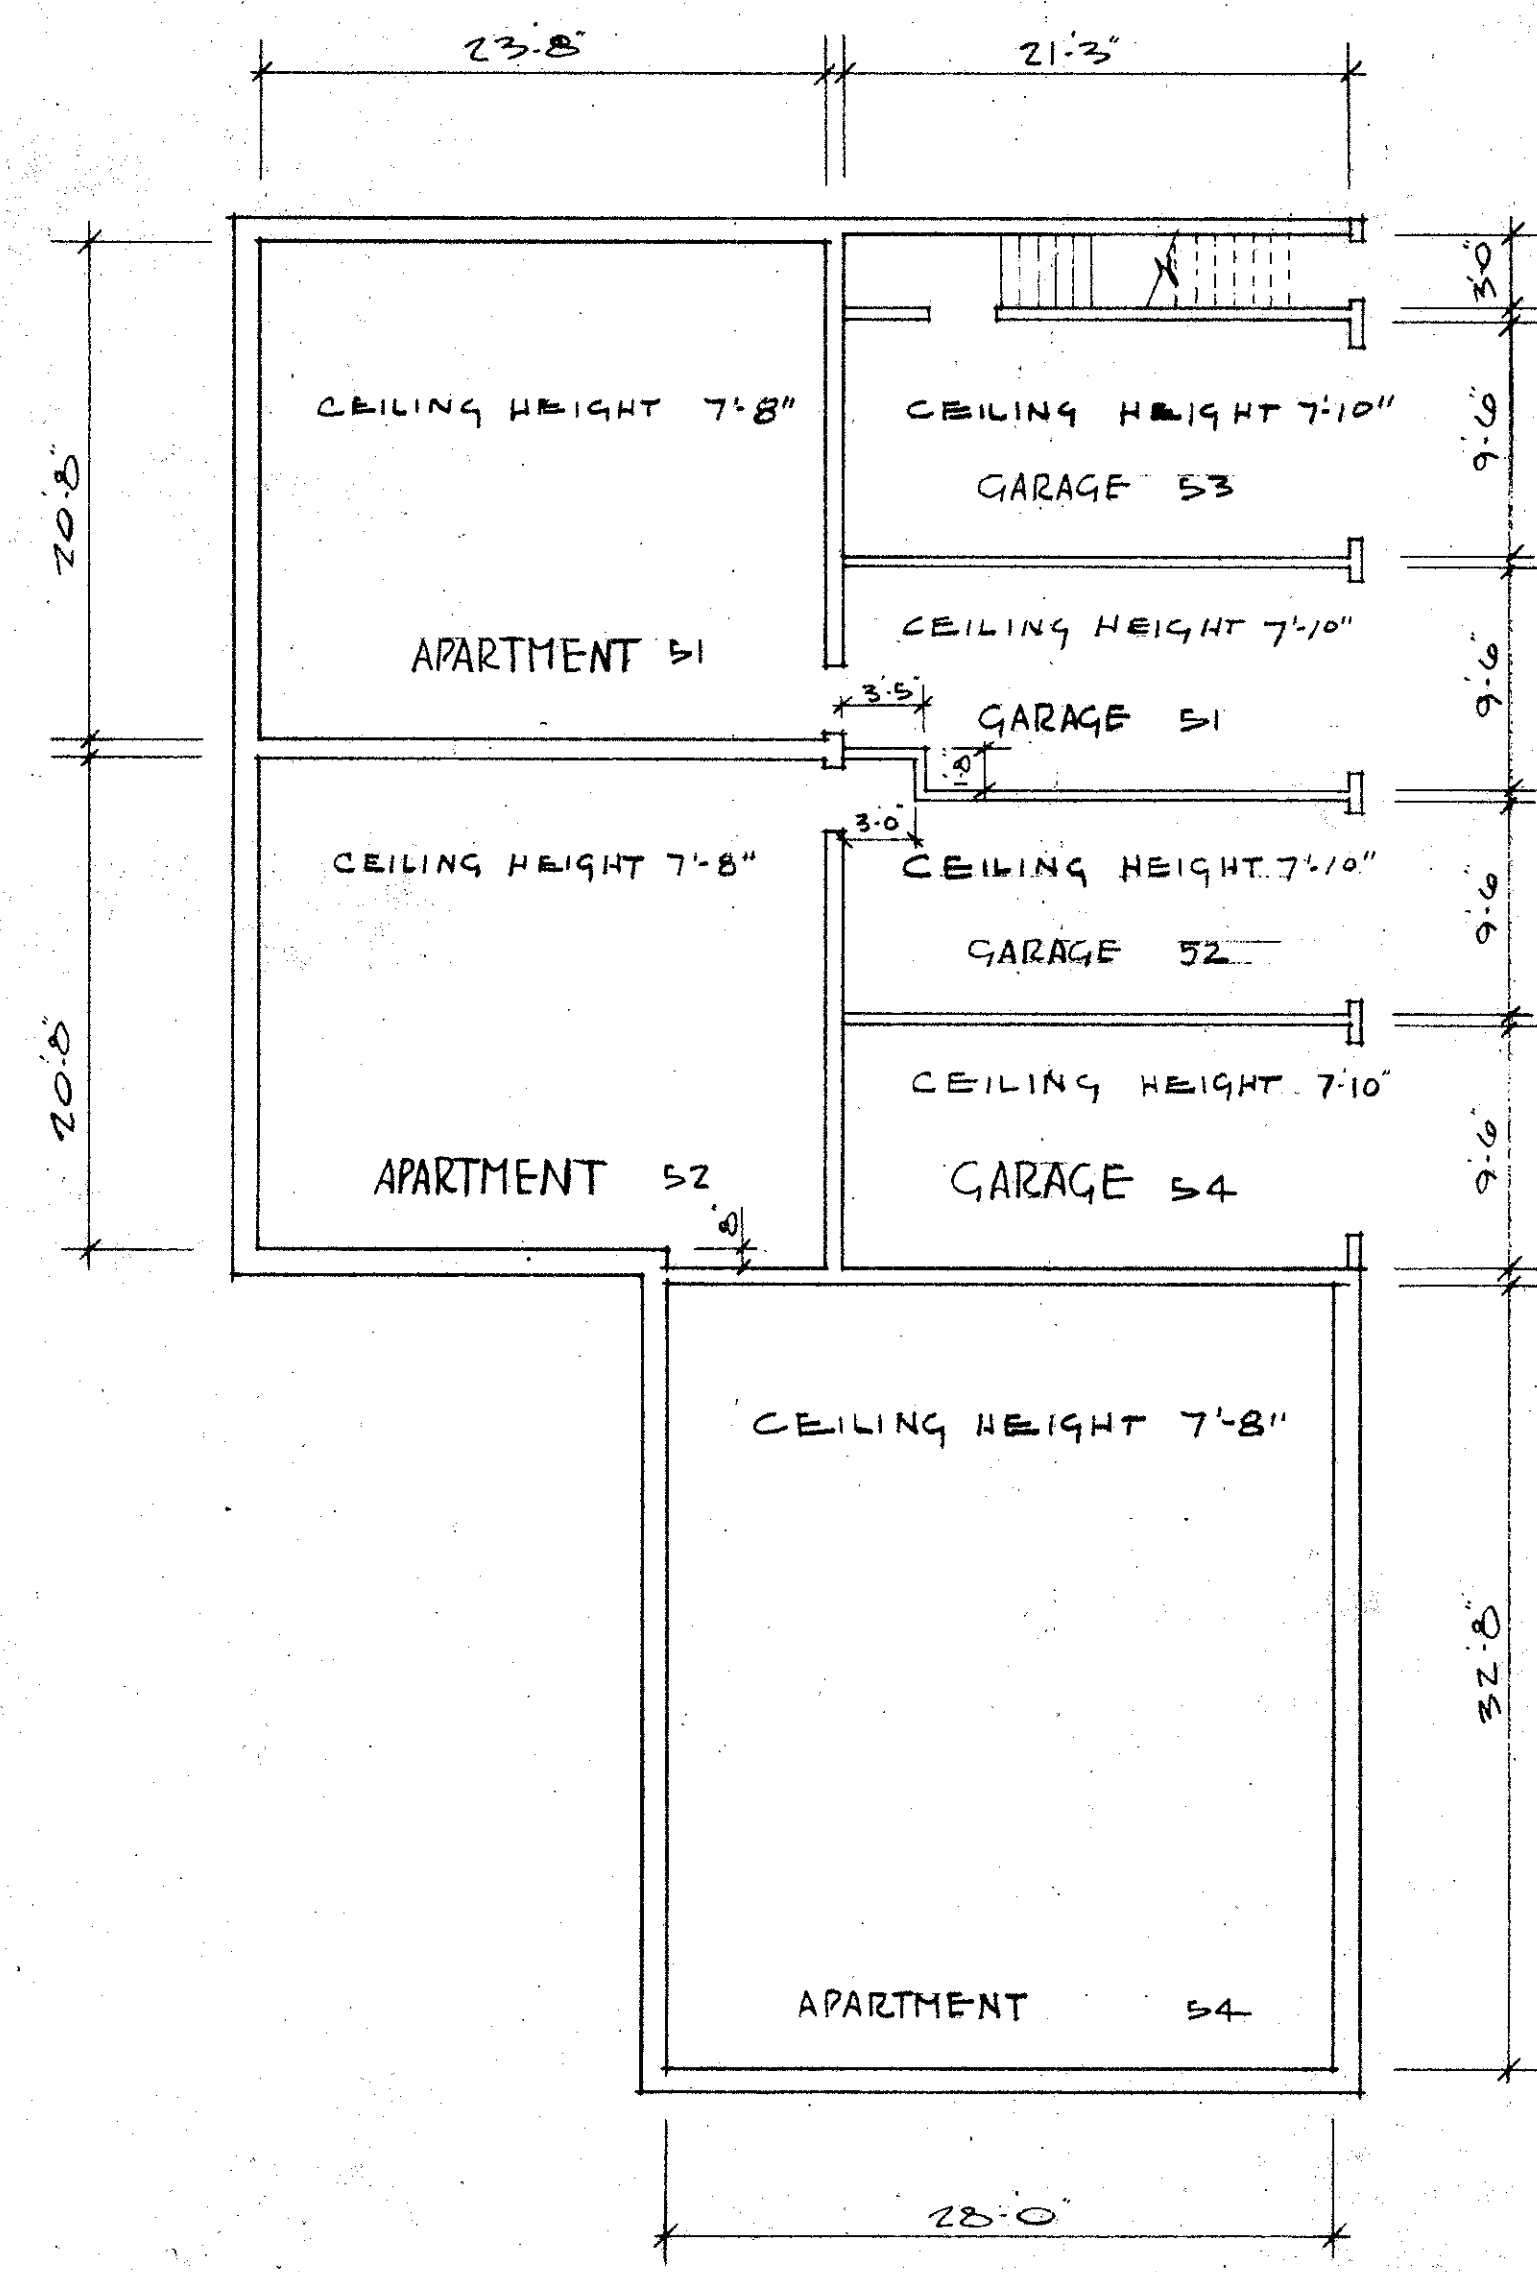 23'-8"
21'-3"
3'-0"
CEILING HEIGHT 7'-8"
CEILING HEIGHT 7'-10"
9'-6"
GARAGE 53
20'-8"
CEILING HEIGHT 7'-10"
APARTMENT 51
9'-6"
3'-5"
GARAGE 51
3'-0"
CEILING HEIGHT 7'-8"
CEILING HEIGHT 7'-10"
9'-6"
GARAGE 52
20'-8"
CEILING HEIGHT 7'-10"
APARTMENT 52
GARAGE 54
9'-6"
8"
CEILING HEIGHT 7'-8"
32'-8"
APARTMENT 54
28'-0"